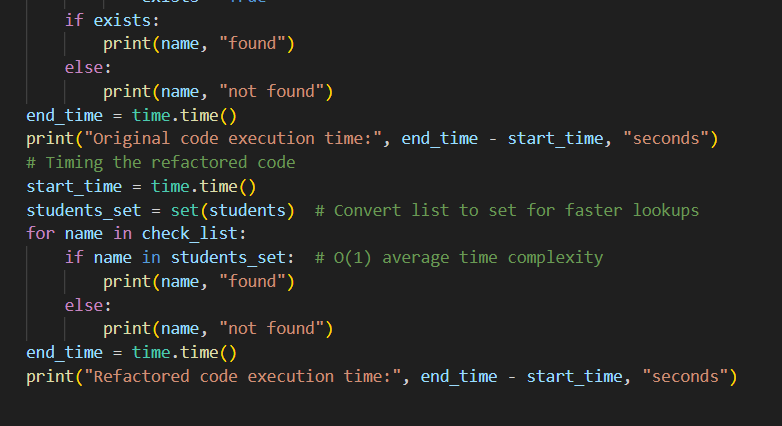 exists = True
    if exists:
        print(name, "found")
    else:
        print(name, "not found")
end_time = time.time()
print("Original code execution time:", end_time - start_time, "seconds")
# Timing the refactored code
start_time = time.time()
students_set = set(students)  # Convert list to set for faster lookups
for name in check_list:
    if name in students_set:  # O(1) average time complexity
        print(name, "found")
    else:
        print(name, "not found")
end_time = time.time()
print("Refactored code execution time:", end_time - start_time, "seconds")